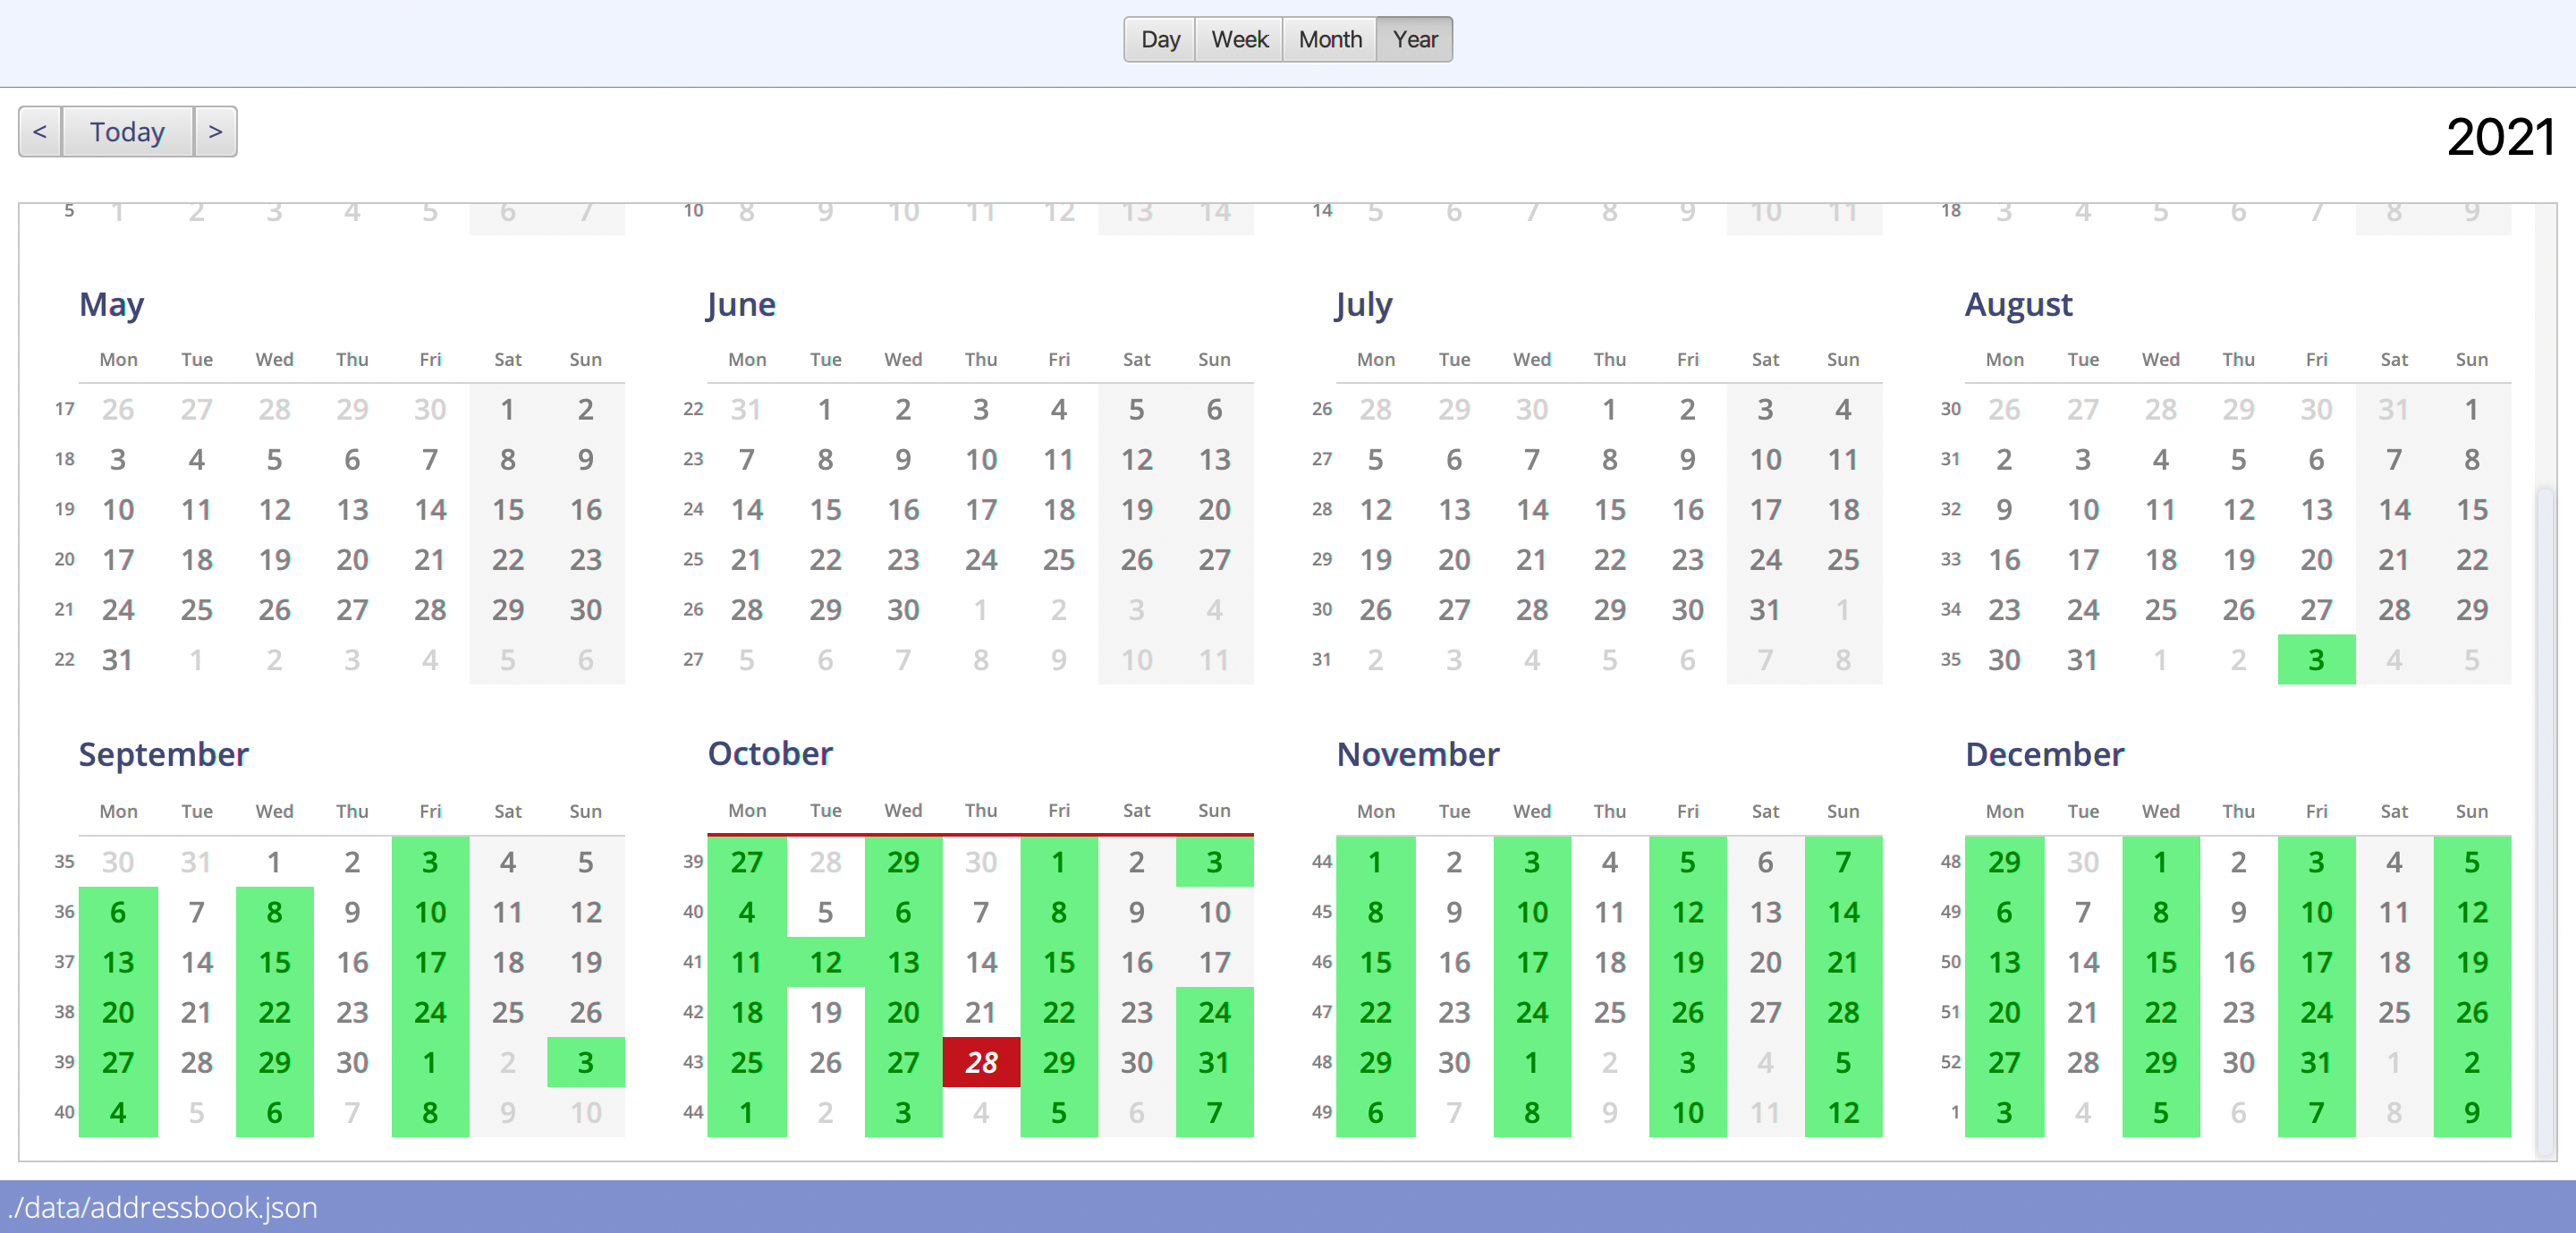 Day Week Month Year
< Today > 2021
5 1 2 3 4 5 6 7 10 8 9 10 11 12 13 14 14 5 6 7 8 9 10 11 18 3 4 5 6 7 8 9
May June July August
Mon Tue Wed Thu Fri Sat Sun Mon Tue Wed Thu Fri Sat Sun Mon Tue Wed Thu Fri Sat Sun Mon Tue Wed Thu Fri Sat Sun
17 26 27 28 29 30 1 2 22 31 1 2 3 4 5 6 26 28 29 30 1 2 3 4 30 26 27 28 29 30 31 1
18 3 4 5 6 7 8 9 23 7 8 9 10 11 12 13 27 5 6 7 8 9 10 11 31 2 3 4 5 6 7 8
19 10 11 12 13 14 15 16 24 14 15 16 17 18 19 20 28 12 13 14 15 16 17 18 32 9 10 11 12 13 14 15
20 17 18 19 20 21 22 23 25 21 22 23 24 25 26 27 29 19 20 21 22 23 24 25 33 16 17 18 19 20 21 22
21 24 25 26 27 28 29 30 26 28 29 30 1 2 3 4 30 26 27 28 29 30 31 1 34 23 24 25 26 27 28 29
22 31 1 2 3 4 5 6 27 5 6 7 8 9 10 11 31 2 3 4 5 6 7 8 35 30 31 1 2 3 4 5
September October November December
Mon Tue Wed Thu Fri Sat Sun Mon Tue Wed Thu Fri Sat Sun Mon Tue Wed Thu Fri Sat Sun Mon Tue Wed Thu Fri Sat Sun
35 30 31 1 2 3 4 5 39 27 28 29 30 1 2 3 44 1 2 3 4 5 6 7 48 29 30 1 2 3 4 5
36 6 7 8 9 10 11 12 40 4 5 6 7 8 9 10 45 8 9 10 11 12 13 14 49 6 7 8 9 10 11 12
37 13 14 15 16 17 18 19 41 11 12 13 14 15 16 17 46 15 16 17 18 19 20 21 50 13 14 15 16 17 18 19
38 20 21 22 23 24 25 26 42 18 19 20 21 22 23 24 47 22 23 24 25 26 27 28 51 20 21 22 23 24 25 26
39 27 28 29 30 1 2 3 43 25 26 27 28 29 30 31 48 29 30 1 2 3 4 5 52 27 28 29 30 31 1 2
40 4 5 6 7 8 9 10 44 1 2 3 4 5 6 7 49 6 7 8 9 10 11 12 1 3 4 5 6 7 8 9
./data/addressbook.json